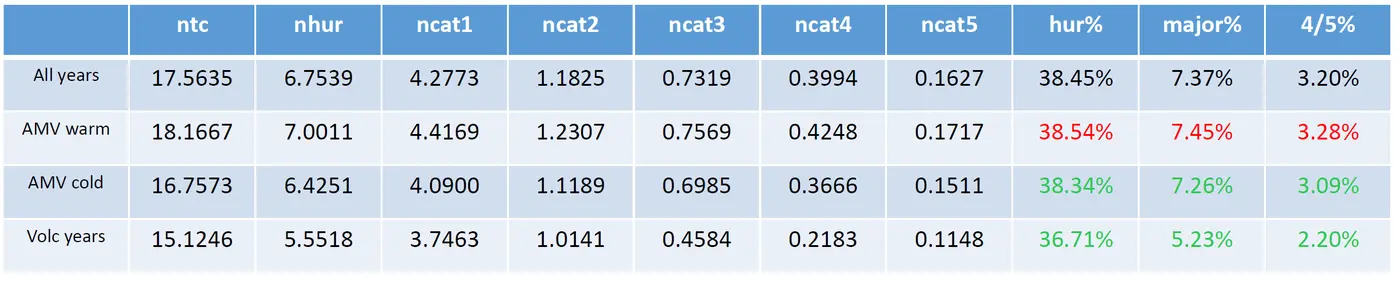 ntc nhur ncat1 ncat2 ncat3 ncat4 ncat5 hur% major% 4/5%
All years 17.5635 6.7539 4.2773 1.1825 0.7319 0.3994 0.1627 38.45% 7.37% 3.20%
AMV warm 18.1667 7.0011 4.4169 1.2307 0.7569 0.4248 0.1717 38.54% 7.45% 3.28%
AMV cold 16.7573 6.4251 4.0900 1.1189 0.6985 0.3666 0.1511 38.34% 7.26% 3.09%
Volc years 15.1246 5.5518 3.7463 1.0141 0.4584 0.2183 0.1148 36.71% 5.23% 2.20%